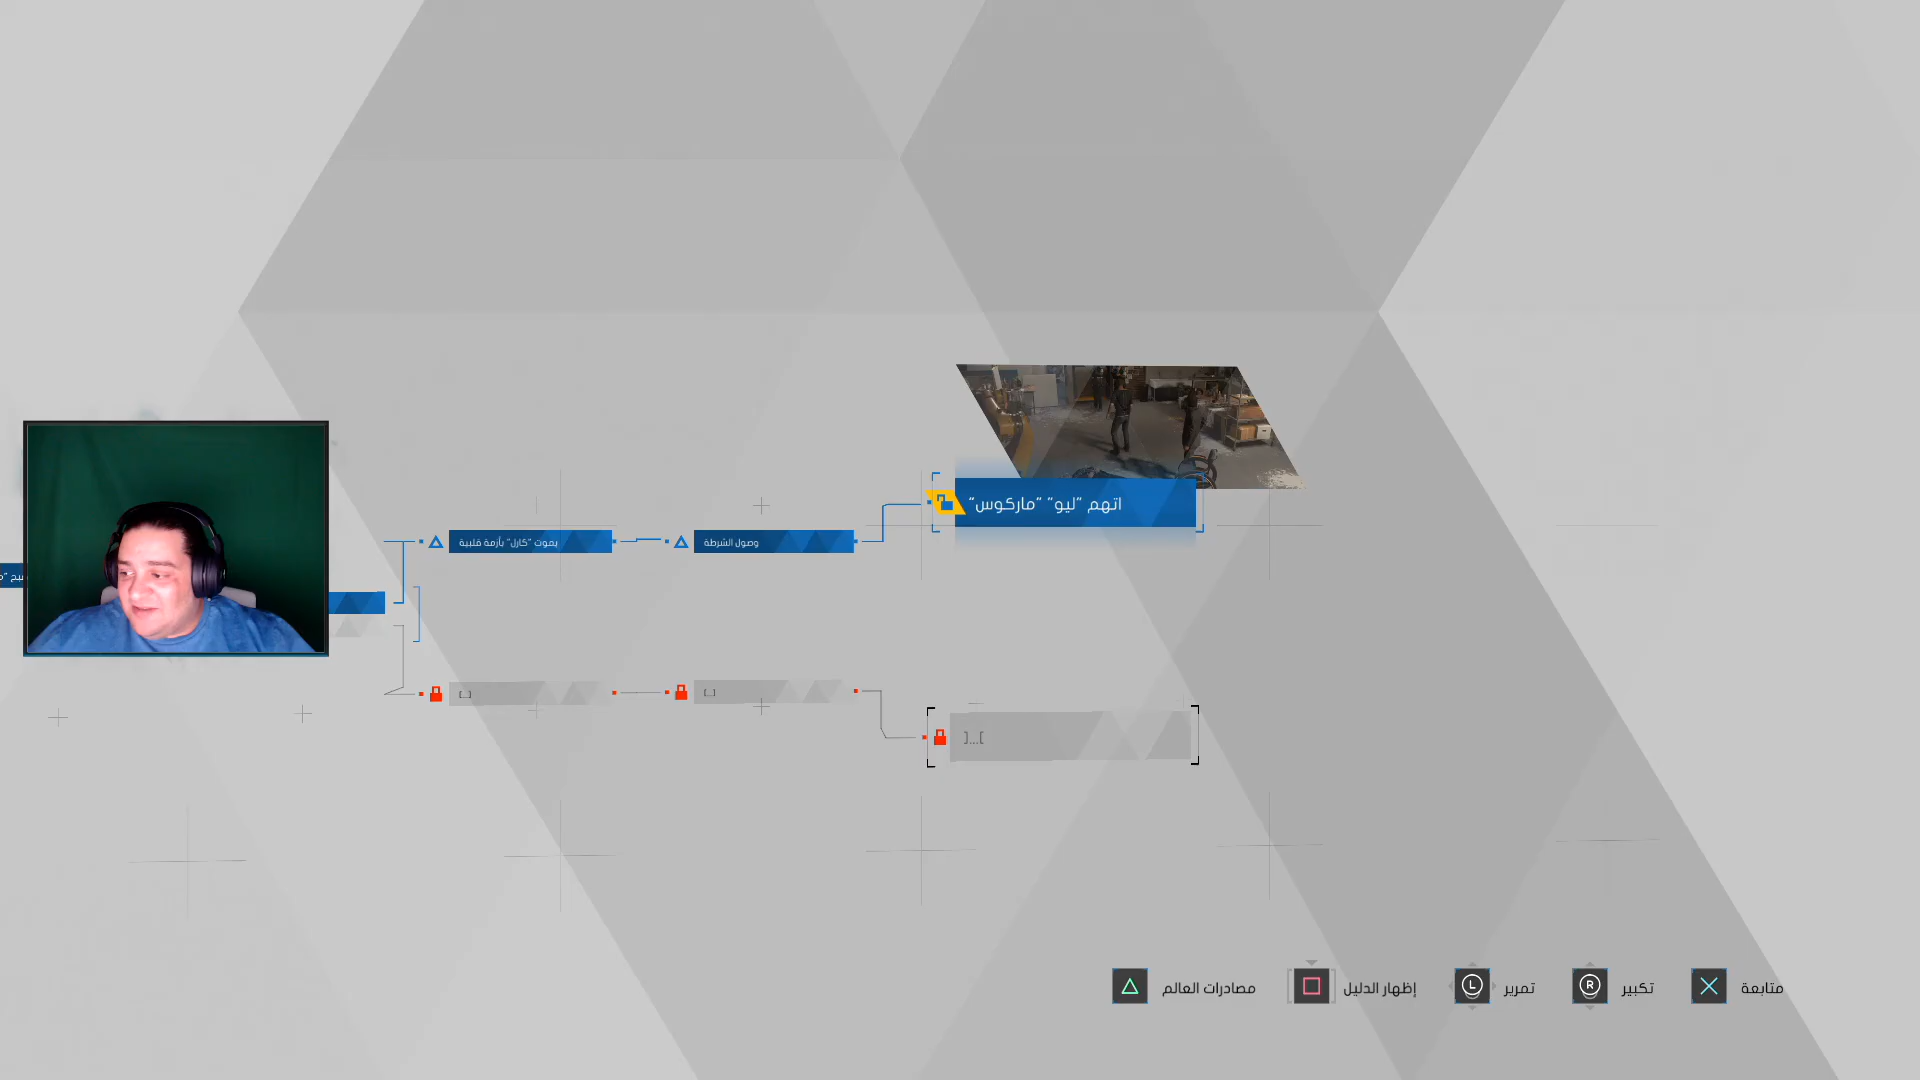 اتهم "ليو" "ماركوس"
يموت "كارل" بأزمة قلبية
وصول الشرطة
[...]
[...]
[...]
متابعة
R
تكبير
L
تمرير
إظهار الدليل
مصادرات العالم